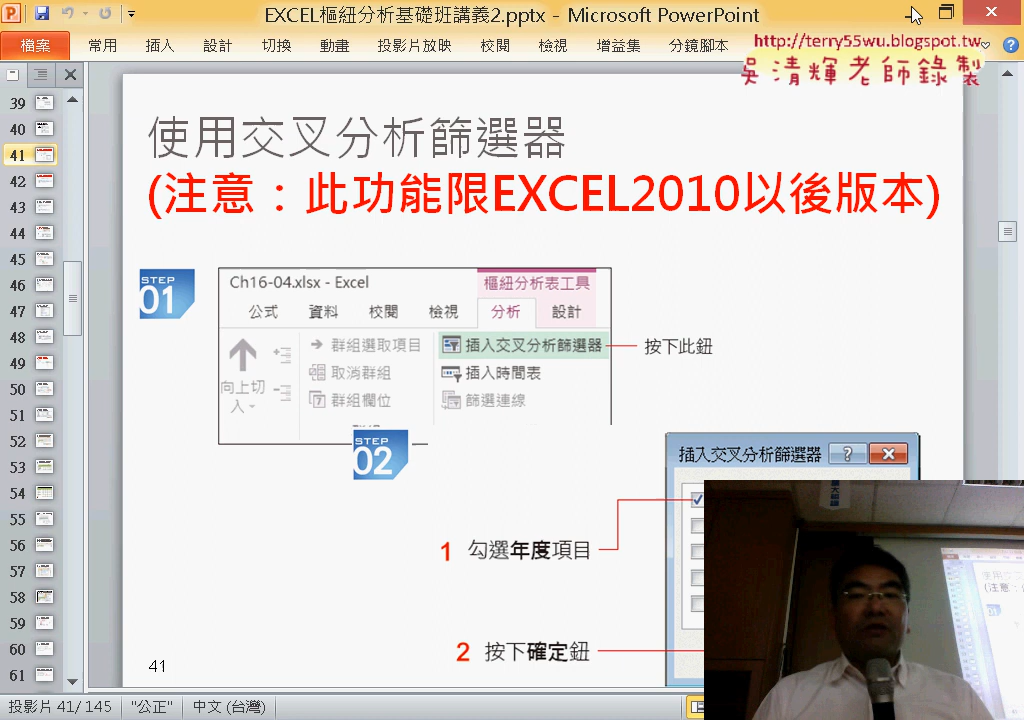 EXCEL樞紐分析基礎班講義2.pptx - Microsoft PowerPoint
檔案 常用 插入 設計 切換 動畫 投影片放映 校閱 檢視 增益集 分鏡腳本
http://terry55wu.blogspot.tw
吳清輝老師錄製
39
40
41
42
43
44
45
46
47
48
49
50
51
52
53
54
55
56
57
58
59
60
61
使用交叉分析篩選器
(注意：此功能限EXCEL2010以後版本)
STEP 01
Ch16-04.xlsx - Excel 樞紐分析表工具
公式 資料 校閱 檢視 分析 設計
向上切入
群組選取項目
取消群組
群組欄位
插入交叉分析篩選器
插入時間表
篩選連線
按下此鈕
STEP 02
插入交叉分析篩選器
1 勾選年度項目
2 按下確定鈕
41
投影片 41/ 145 "公正" 中文 (台灣)